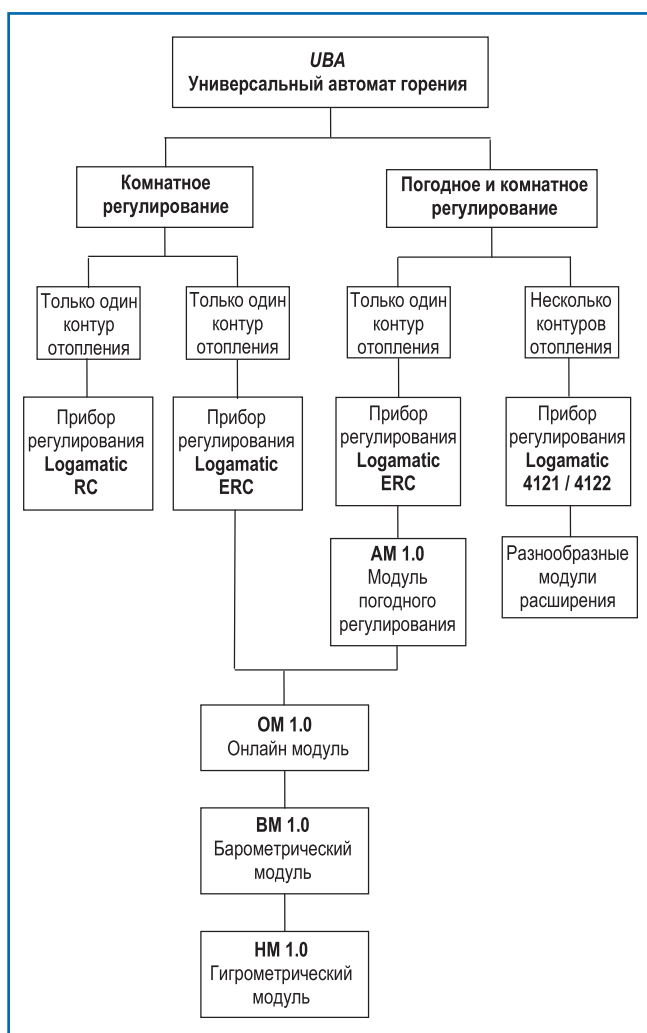 UBA
Универсальный автомат горения
Комнатное
регулирование
Погодное и комнатное
регулирование
Только один
контур
отопления
Только один
контур
отопления
Только один
контур
отопления
Несколько
контуров
отопления
Прибор
регулирования
Logamatic
RC
Прибор
регулирования
Logamatic
ERC
Прибор
регулирования
Logamatic
ERC
Прибор
регулирования
Logamatic
4121 / 4122
AM 1.0
Модуль
погодного
регулирования
Разнообразные
модули
расширения
OM 1.0
Онлайн модуль
BM 1.0
Барометрический
модуль
HM 1.0
Гигрометрический
модуль